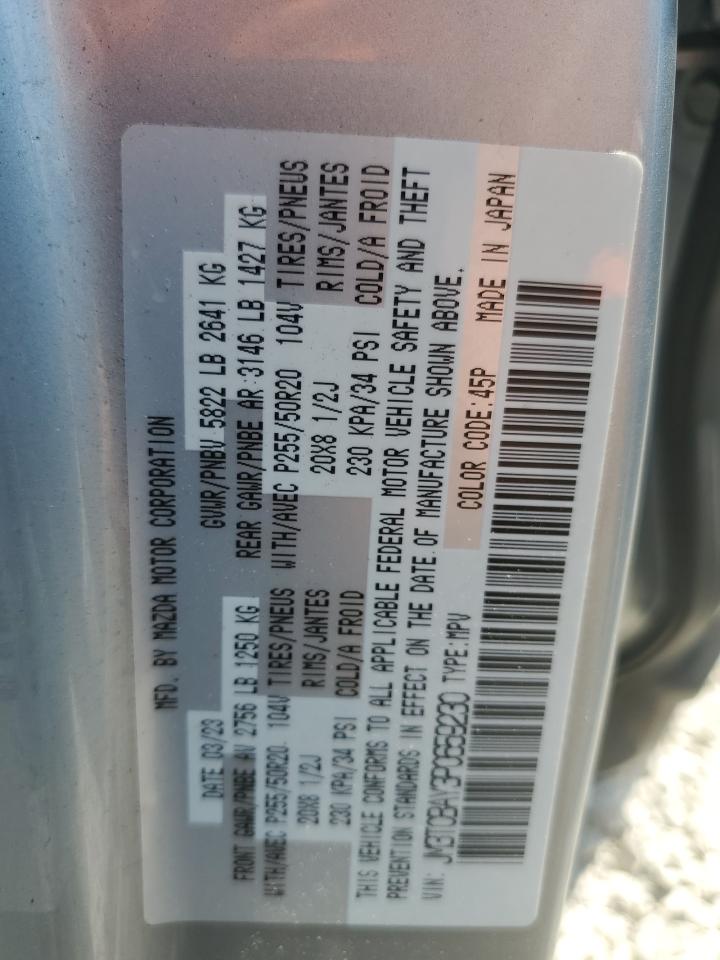 MFD. BY MAZDA MOTOR CORPORATION
DATE 03/23 GVWR/PNBV 5822 LB 2641 KG
FRONT GAWR/PNBE AV 2756 LB 1250 KG REAR GAWR/PNBE AR:3146 LB 1427 KG
WITH/AVEC P255/50R20 104V TIRES/PNEUS WITH/AVEC P255/50R20 104V TIRES/PNEUS
20X8 1/2J RIMS/JANTES 20X8 1/2J RIMS/JANTES
230 KPA/34 PSI COLD/A FROID 230 KPA/34 PSI COLD/A FROID
THIS VEHICLE CONFORMS TO ALL APPLICABLE FEDERAL MOTOR VEHICLE SAFETY AND THEFT
PREVENTION STANDARDS IN EFFECT ON THE DATE OF MANUFACTURE SHOWN ABOVE.
VIN: JM3TCBAY3P0659230 TYPE:MPV COLOR CODE:45P MADE IN JAPAN